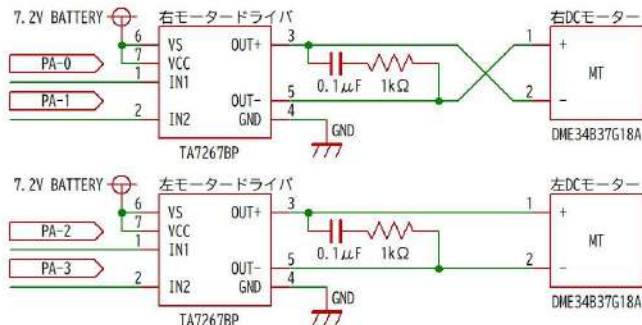 7.2V BATTERY
右モータードライバ
右DCモーター
6 VS OUT+ 3
7 VCC
PA-0
1 IN1
0.1μF 1kΩ
1 +
MT
PA-1
OUT- 5
2 IN2 GND 4
2 -
GND
TA7267BP
DME34B37G18A
7.2V BATTERY
左モータードライバ
左DCモーター
6 VS OUT+ 3
7 VCC
PA-2
1 IN1
0.1μF 1kΩ
1 +
MT
PA-3
OUT- 5
2 IN2 GND 4
2 -
GND
TA7267BP
DME34B37G18A